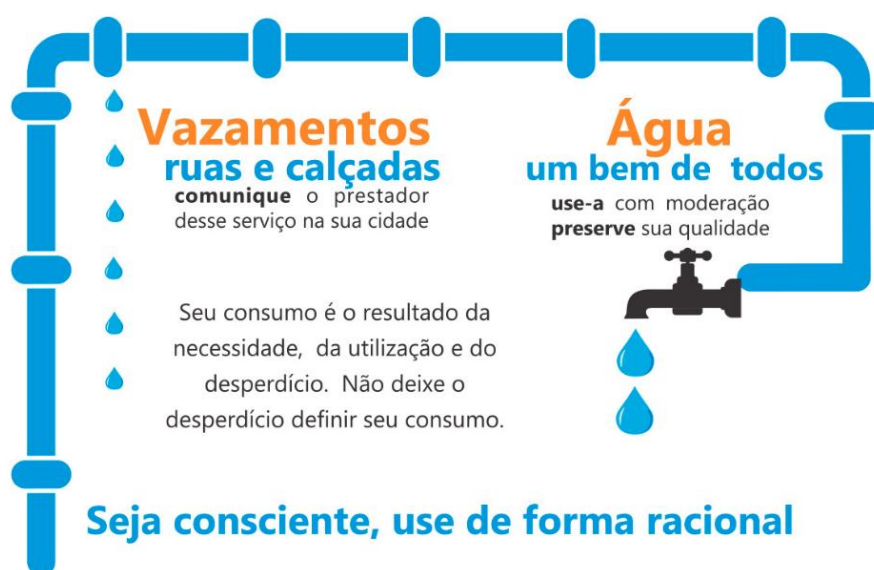 Vazamentos
ruas e calçadas
comunique o prestador
desse serviço na sua cidade
Água
um bem de todos
use-a com moderação
preserve sua qualidade
Seu consumo é o resultado da
necessidade, da utilização e do
desperdício. Não deixe o
desperdício definir seu consumo.
Seja consciente, use de forma racional